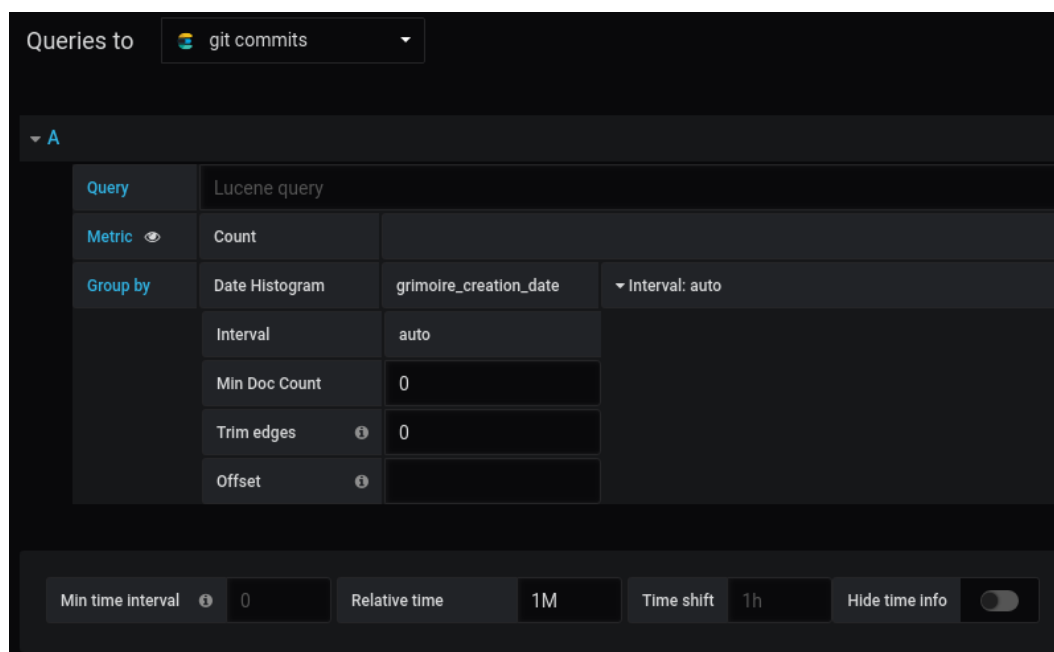 Queries to git commits
A
Query Lucene query
Metric Count
Group by Date Histogram grimoire_creation_date Interval: auto
Interval auto
Min Doc Count 0
Trim edges 0
Offset
Min time interval 0 Relative time 1M Time shift 1h Hide time info